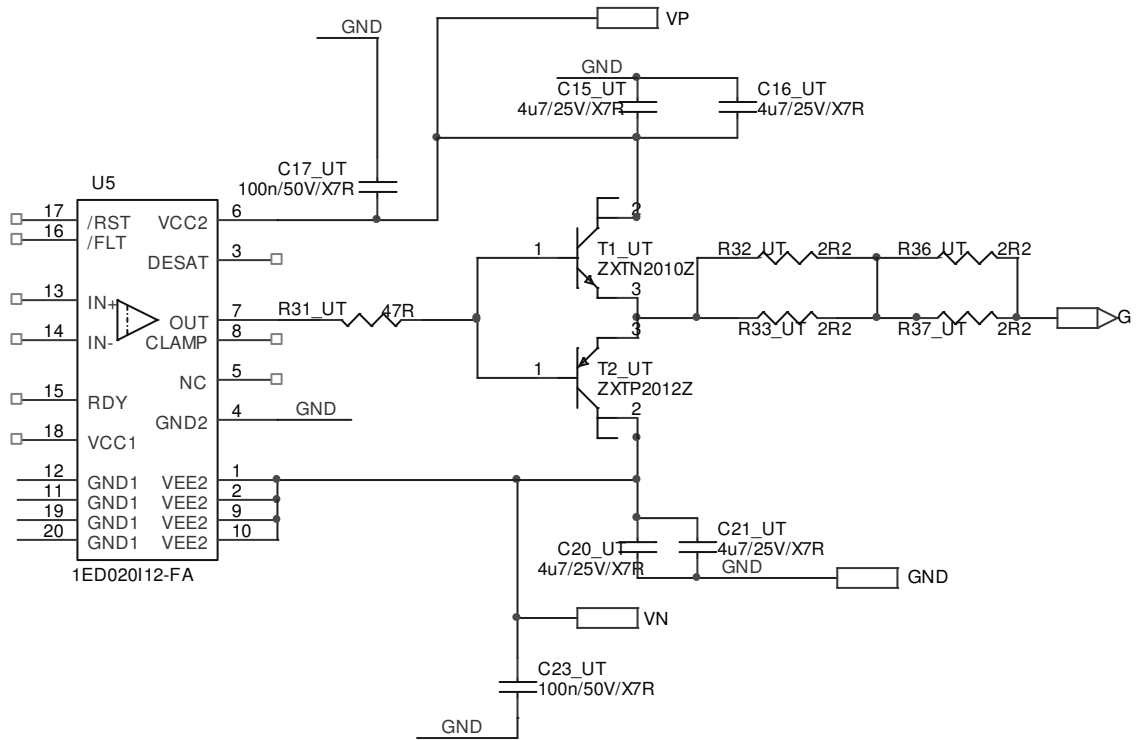 GND
VP
GND
C15_UT
4u7/25V/X7R
C16_UT
4u7/25V/X7R
C17_UT
100n/50V/X7R
U5
17
/RST
16
/FLT
13
IN+
14
IN-
15
RDY
18
VCC1
12
GND1
11
GND1
19
GND1
20
GND1
VCC2
6
DESAT
3
OUT
7
CLAMP
8
NC
5
GND2
4
GND
VEE2
1
VEE2
2
VEE2
9
VEE2
10
1ED020I12-FA
R31_UT
47R
1
2
T1_UT
ZXTN2010Z
3
1
3
T2_UT
ZXTP2012Z
2
R32_UT
2R2
R36_UT
2R2
R33_UT
2R2
R37_UT
2R2
G
C20_UT
4u7/25V/X7R
C21_UT
4u7/25V/X7R
GND
GND
VN
C23_UT
100n/50V/X7R
GND